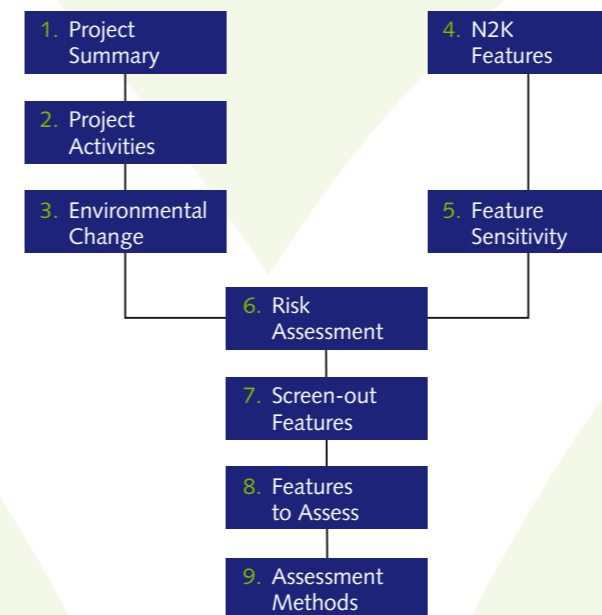 1. Project
Summary
2. Project
Activities
3. Environmental
Change
4. N2K
Features
5. Feature
Sensitivity
6. Risk
Assessment
7. Screen-out
Features
8. Features
to Assess
9. Assessment
Methods